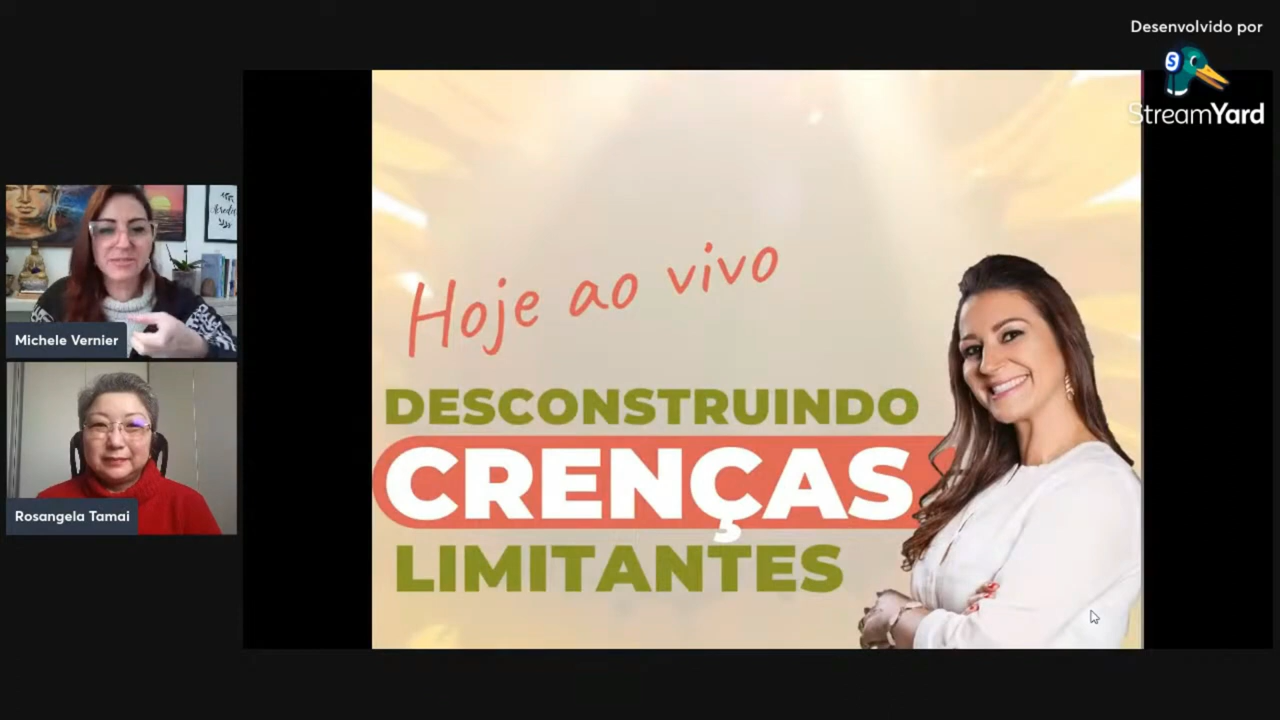 Desenvolvido por
StreamYard
Michele Vernier
Rosangela Tamai
Hoje ao vivo
DESCONSTRUINDO
CRENÇAS
LIMITANTES